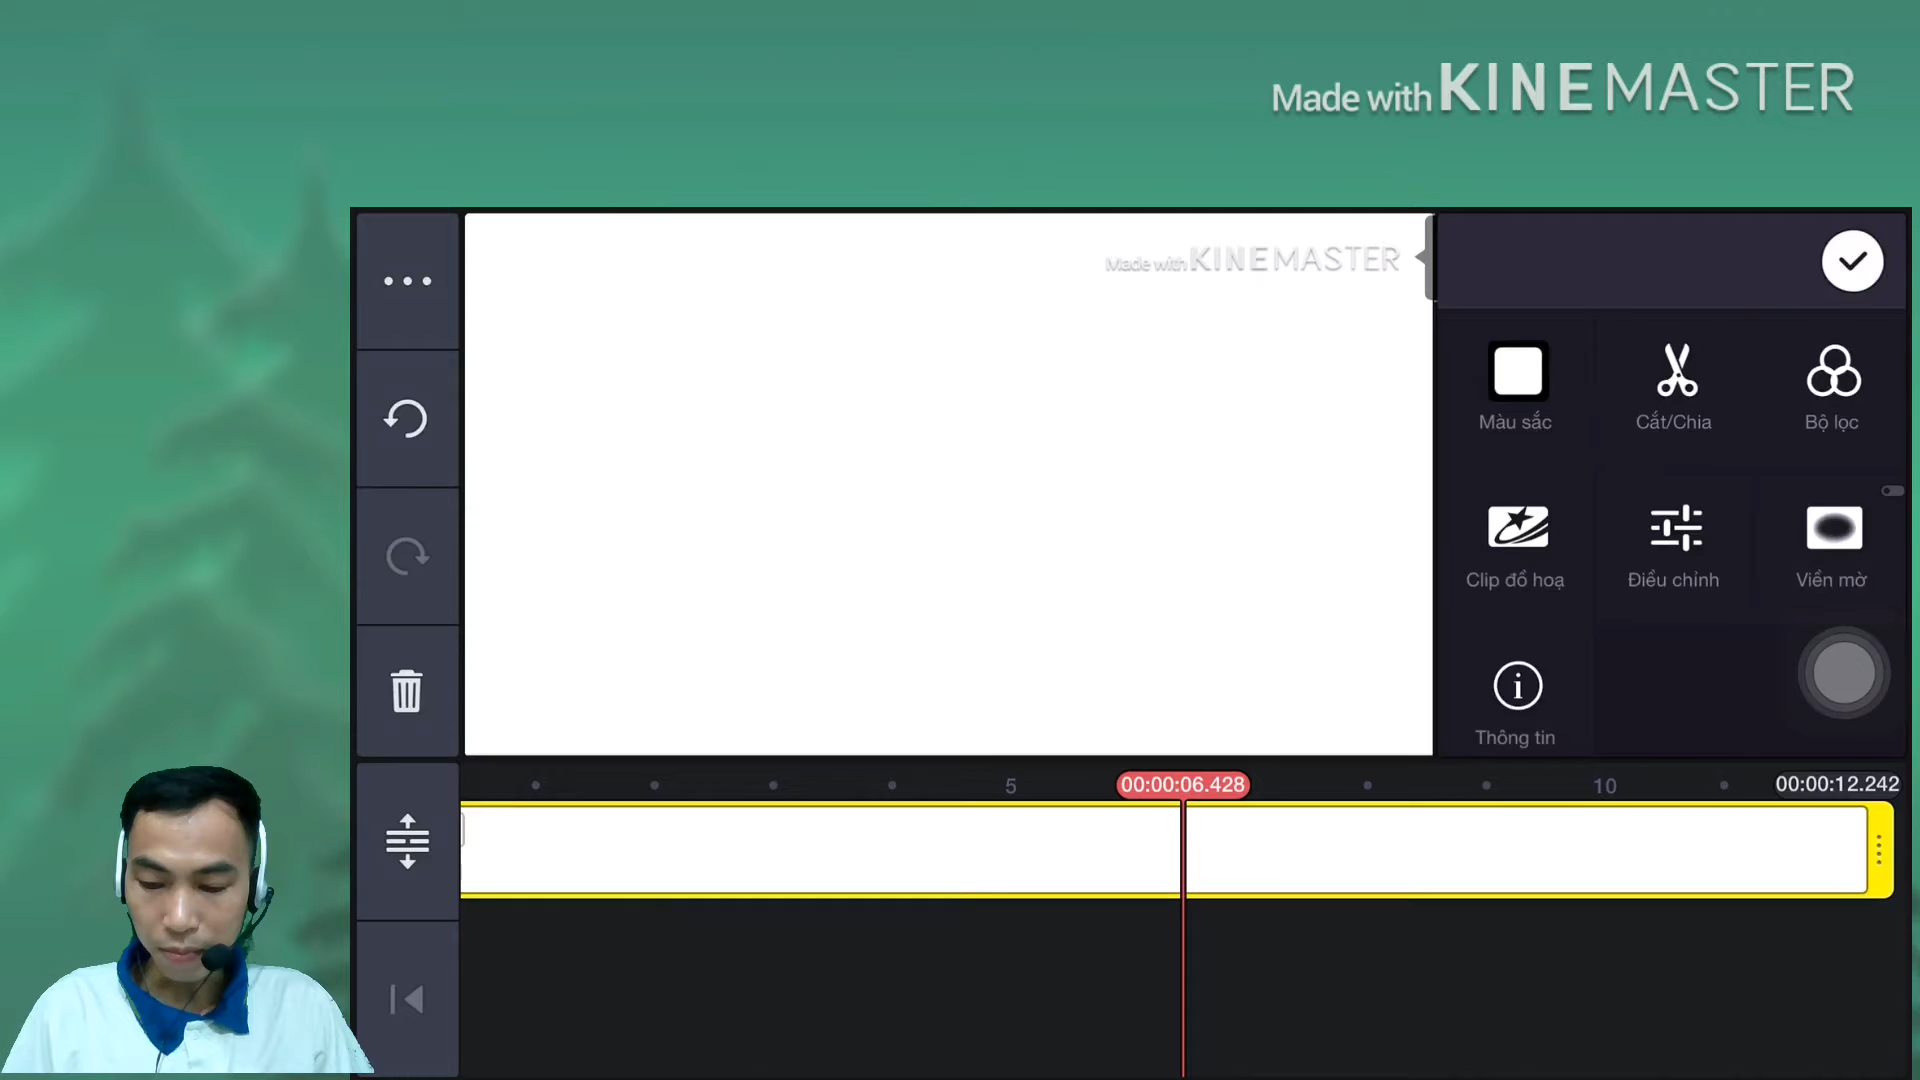 Made with KINEMASTER
Made with KINEMASTER
Màu sắc
Cắt/Chia
Bộ lọc
Clip đồ hoạ
Điều chỉnh
Viền mờ
Thông tin
5
00:00:06.428
10
00:00:12.242